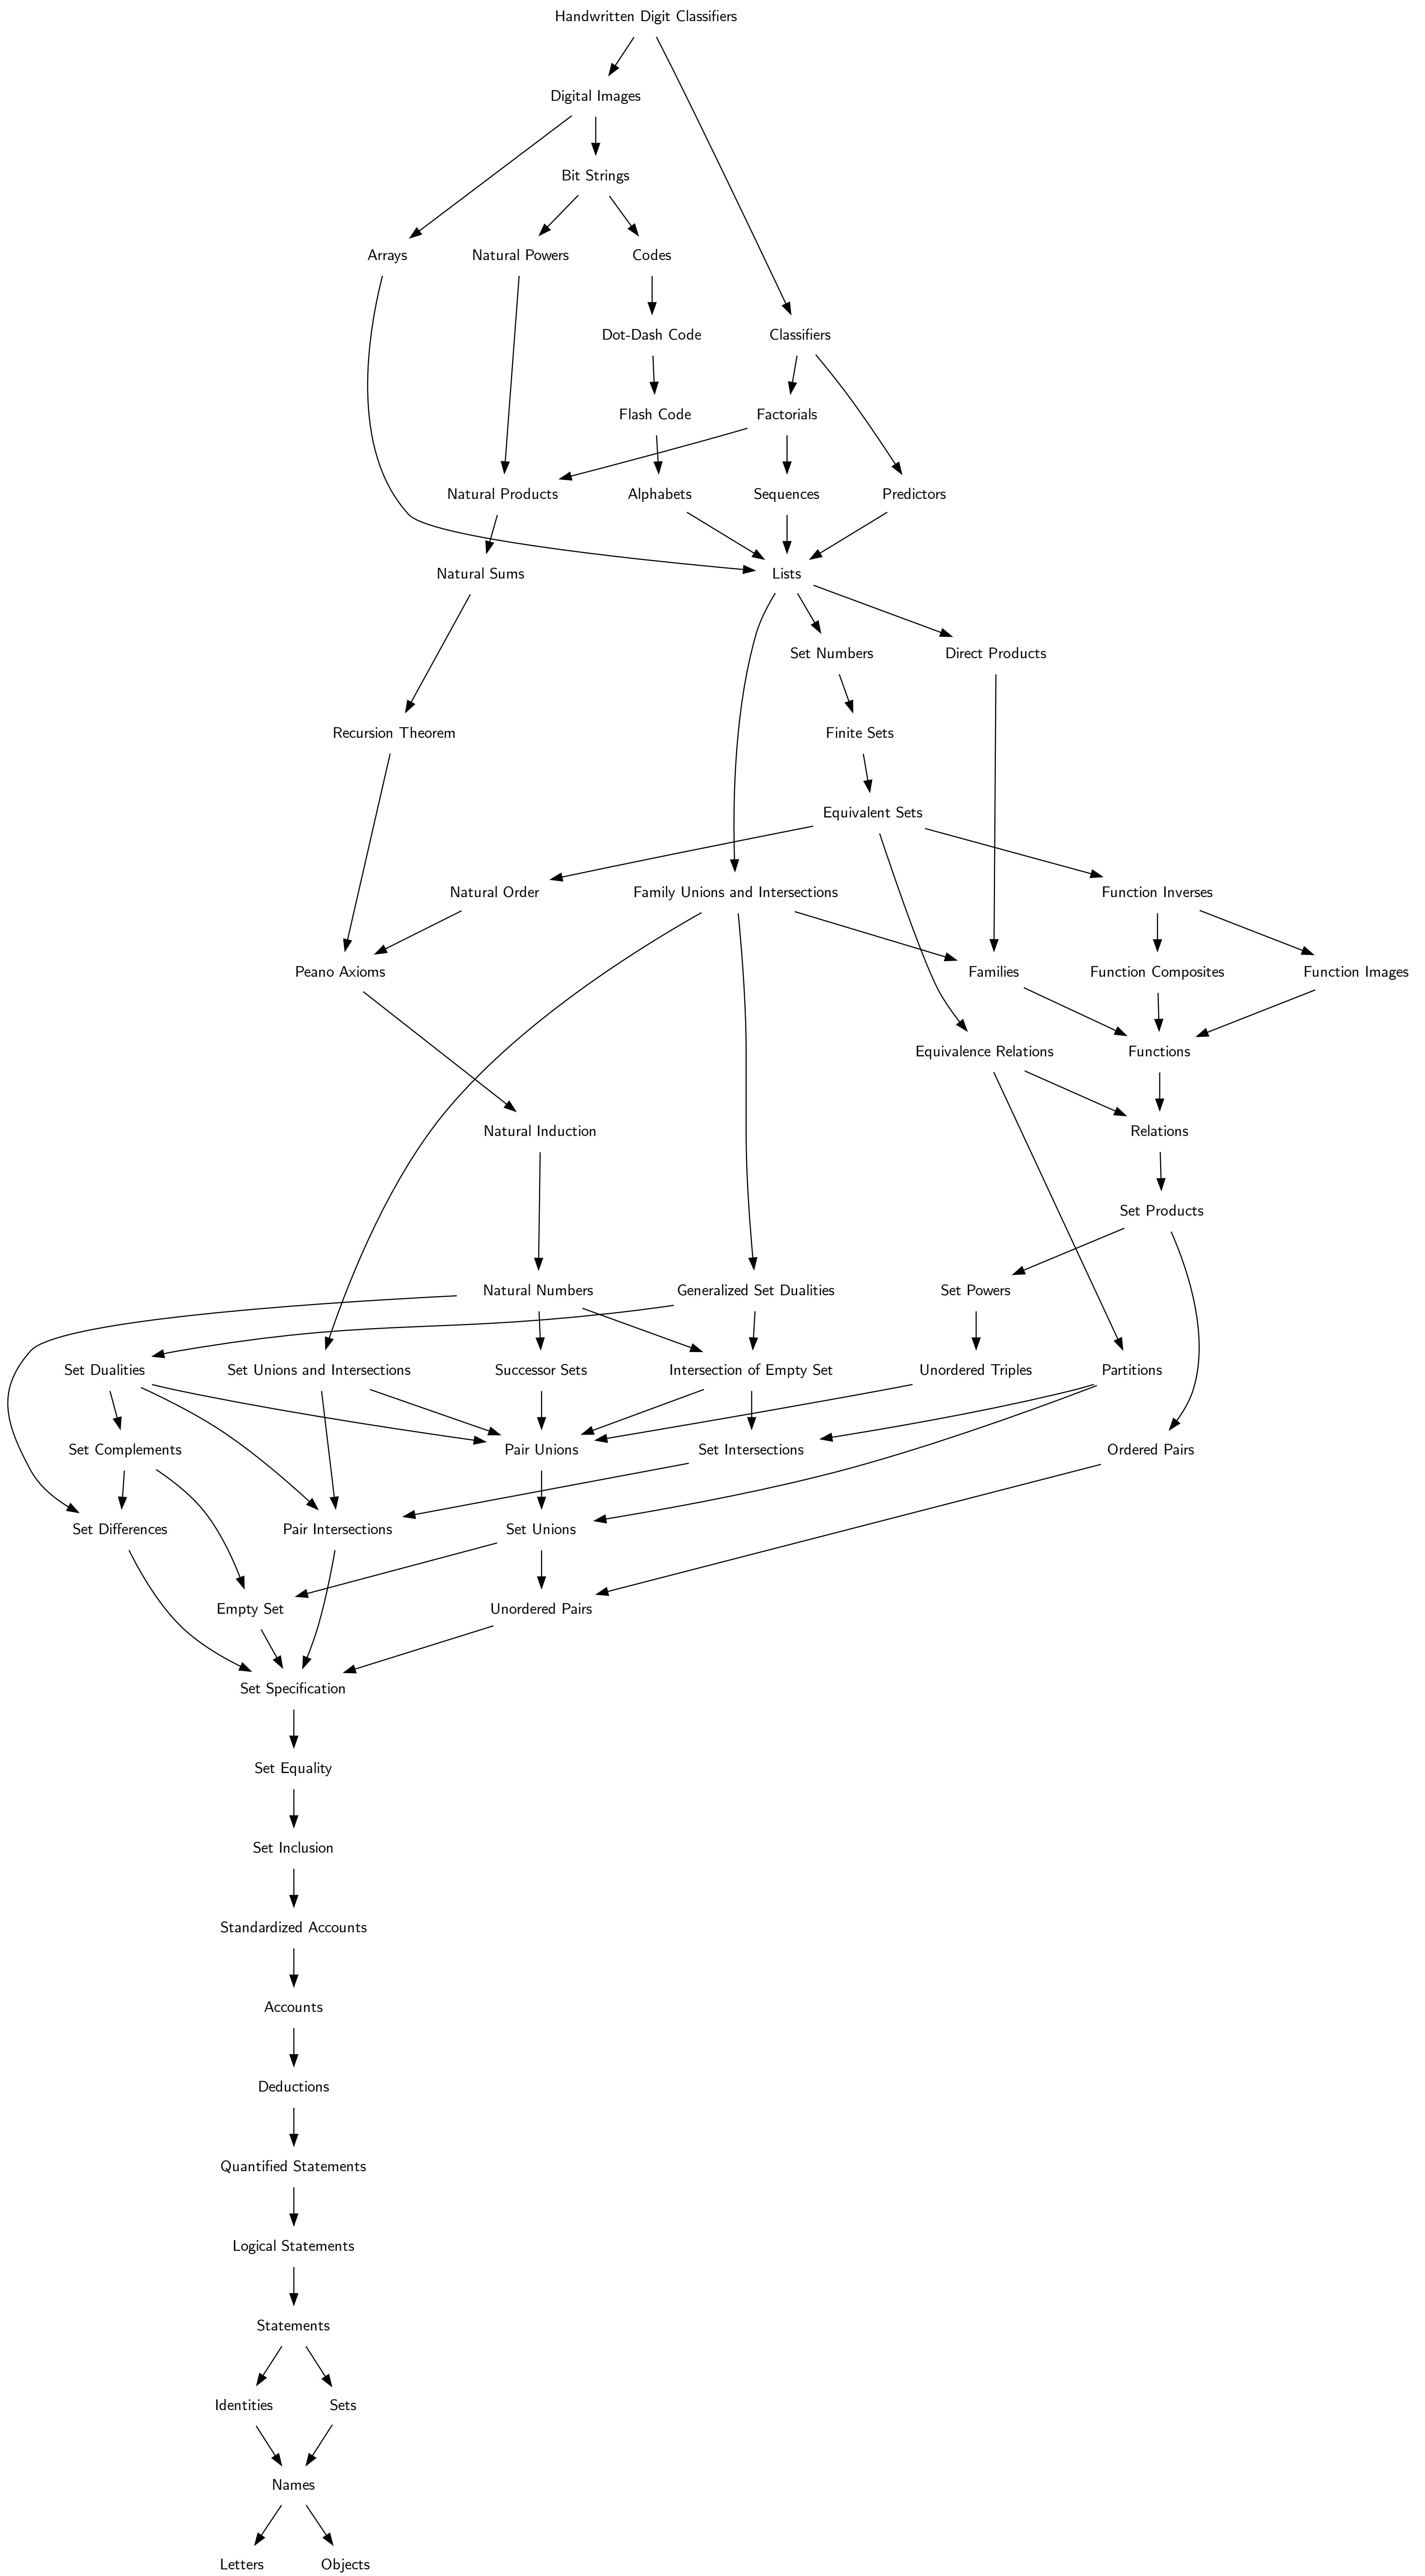 Handwritten Digit Classifiers
Digital Images
Bit Strings
Arrays
Natural Powers
Codes
Dot-Dash Code
Classifiers
Flash Code
Factorials
Natural Products
Alphabets
Sequences
Predictors
Natural Sums
Lists
Set Numbers
Direct Products
Recursion Theorem
Finite Sets
Equivalent Sets
Natural Order
Family Unions and Intersections
Function Inverses
Peano Axioms
Families
Function Composites
Function Images
Equivalence Relations
Functions
Natural Induction
Relations
Set Products
Natural Numbers
Generalized Set Dualities
Set Powers
Set Dualities
Set Unions and Intersections
Successor Sets
Intersection of Empty Set
Unordered Triples
Partitions
Set Complements
Pair Unions
Set Intersections
Ordered Pairs
Set Differences
Pair Intersections
Set Unions
Empty Set
Unordered Pairs
Set Specification
Set Equality
Set Inclusion
Standardized Accounts
Accounts
Deductions
Quantified Statements
Logical Statements
Statements
Identities
Sets
Names
Letters
Objects